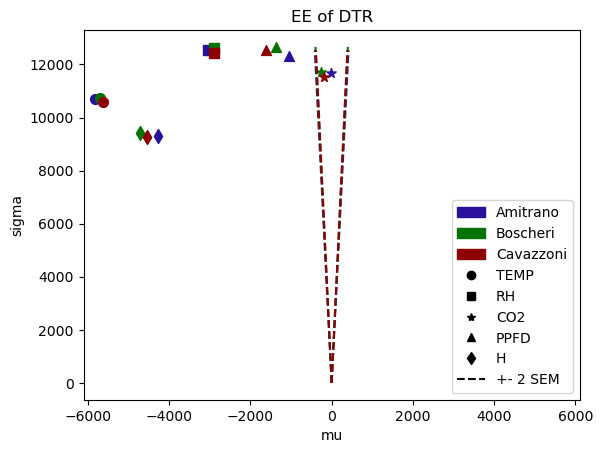 EE of DTR
sigma
12000
10000
8000
6000
4000
2000
0
−6000 −4000 −2000 0 2000 4000 6000
mu
Amitrano
Boscheri
Cavazzoni
TEMP
RH
CO2
PPFD
H
+- 2 SEM